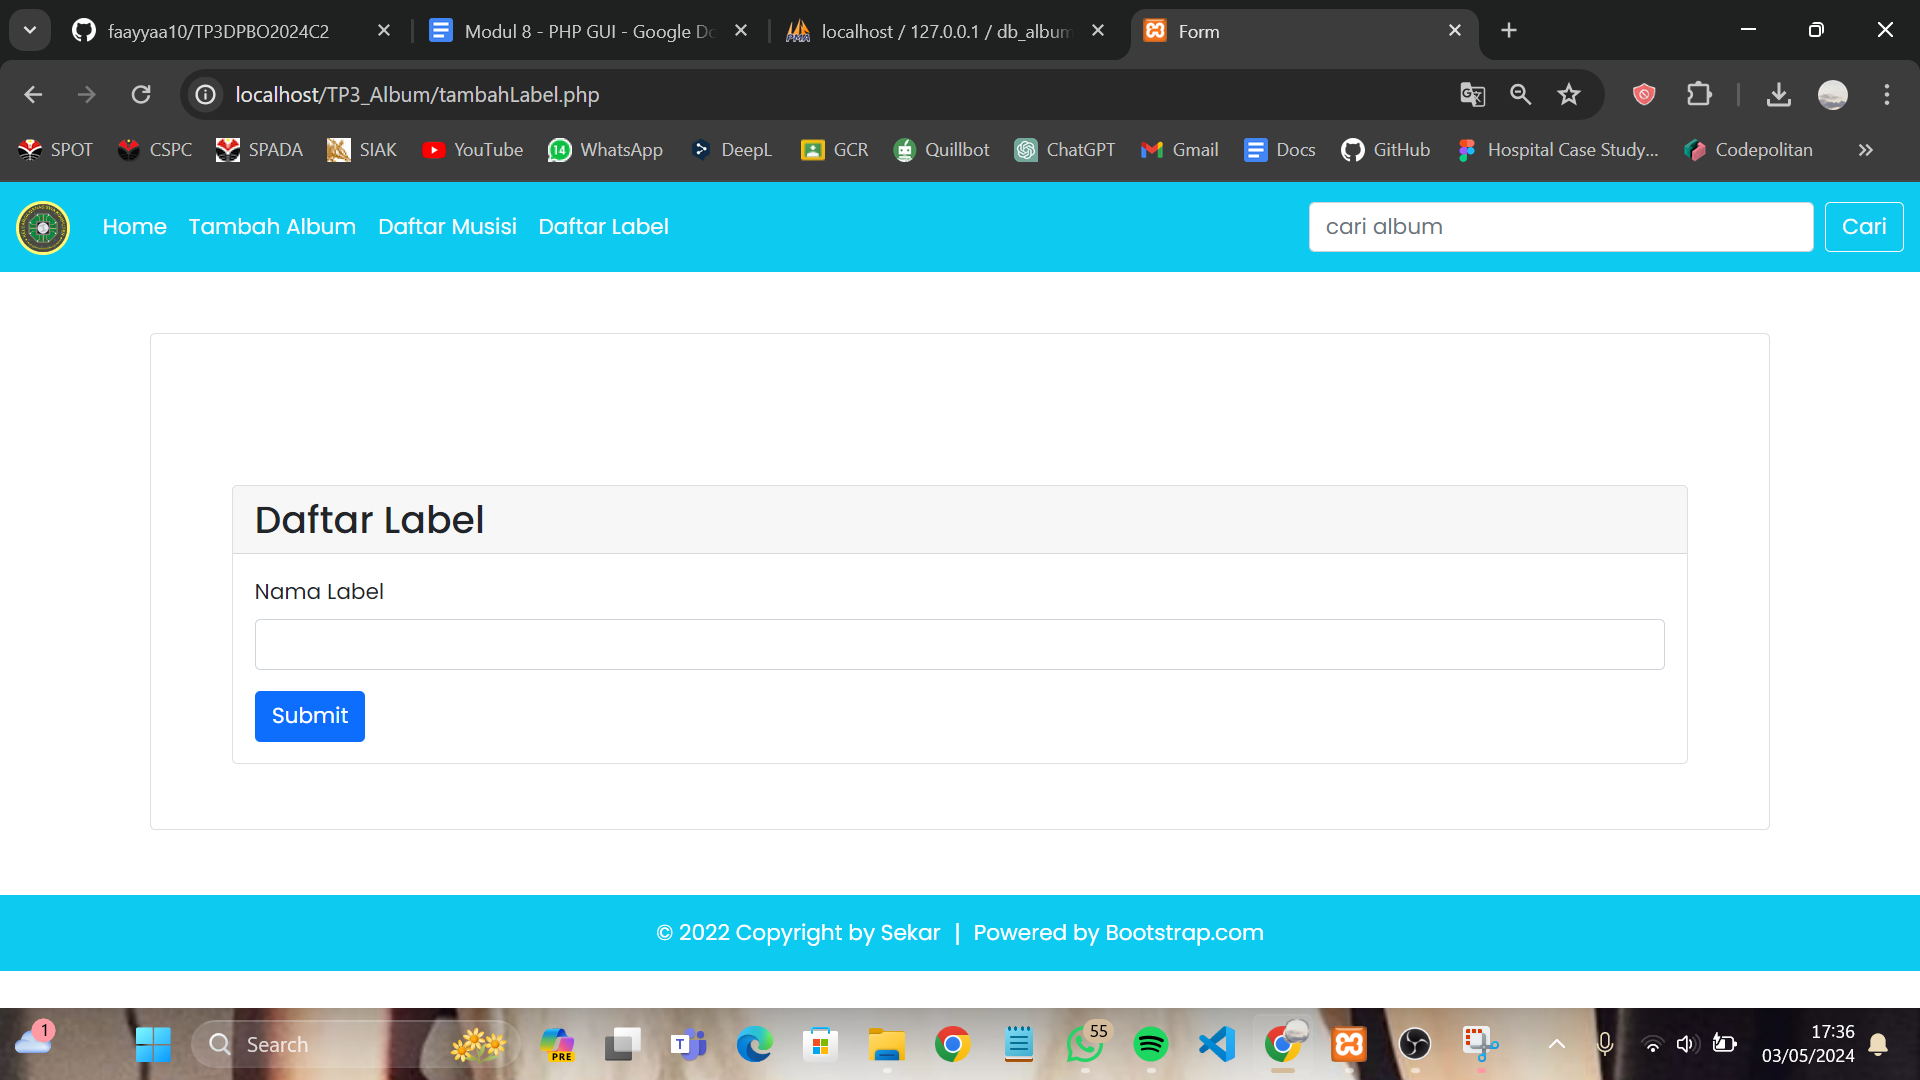 faayyaa10/TP3DPBO2024C2
Modul 8 - PHP GUI - Google Do
localhost / 127.0.0.1 / db_album
Form
localhost/TP3_Album/tambahLabel.php
SPOT
CSPC
SPADA
SIAK
YouTube
14
WhatsApp
DeepL
GCR
Quillbot
ChatGPT
Gmail
Docs
GitHub
Hospital Case Study...
Codepolitan
Home
Tambah Album
Daftar Musisi
Daftar Label
cari album
Cari
Daftar Label
Nama Label
Submit
© 2022 Copyright by Sekar | Powered by Bootstrap.com
1
Search
PRE
55
17:36
03/05/2024